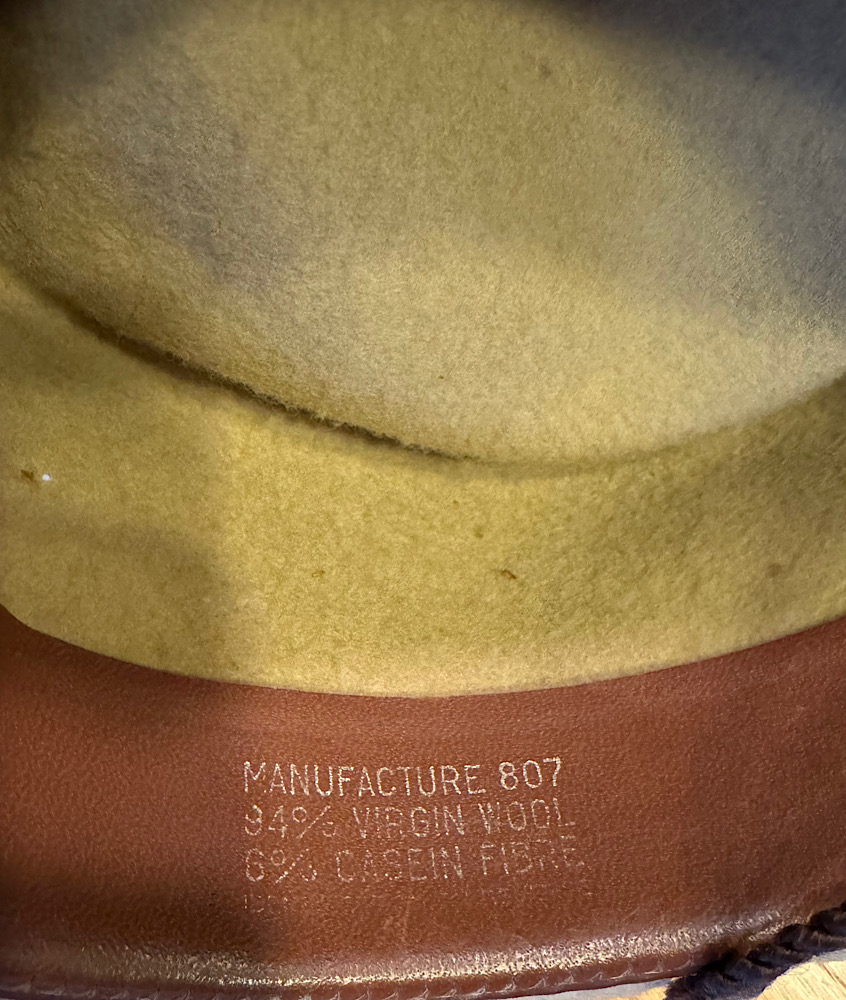 MANUFACTURE 807
94% VIRGIN WOOL
6% CASEIN FIBRE